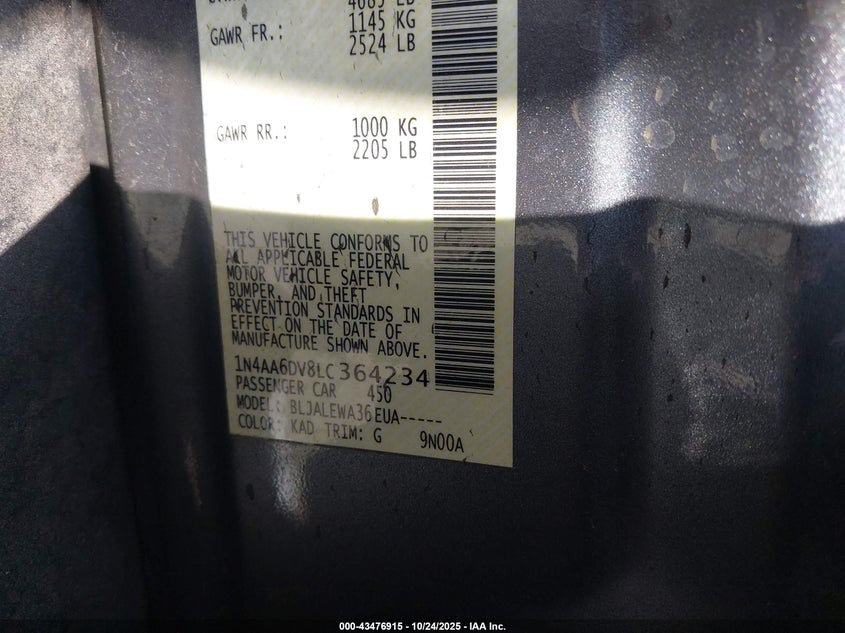 4685 LB
1145 KG
GAWR FR.:
2524 LB
GAWR RR.: 1000 KG
2205 LB
THIS VEHICLE CONFORMS TO
ALL APPLICABLE FEDERAL
MOTOR VEHICLE SAFETY,
BUMPER, AND THEFT
PREVENTION STANDARDS IN
EFFECT ON THE DATE OF
MANUFACTURE SHOWN ABOVE.
1N4AA6DV8LC364234
PASSENGER CAR 450
MODEL: BLJALEWA36EUA-----
COLOR: KAD TRIM: G 9N00A
000-43476915 - 10/24/2025 - IAA Inc.